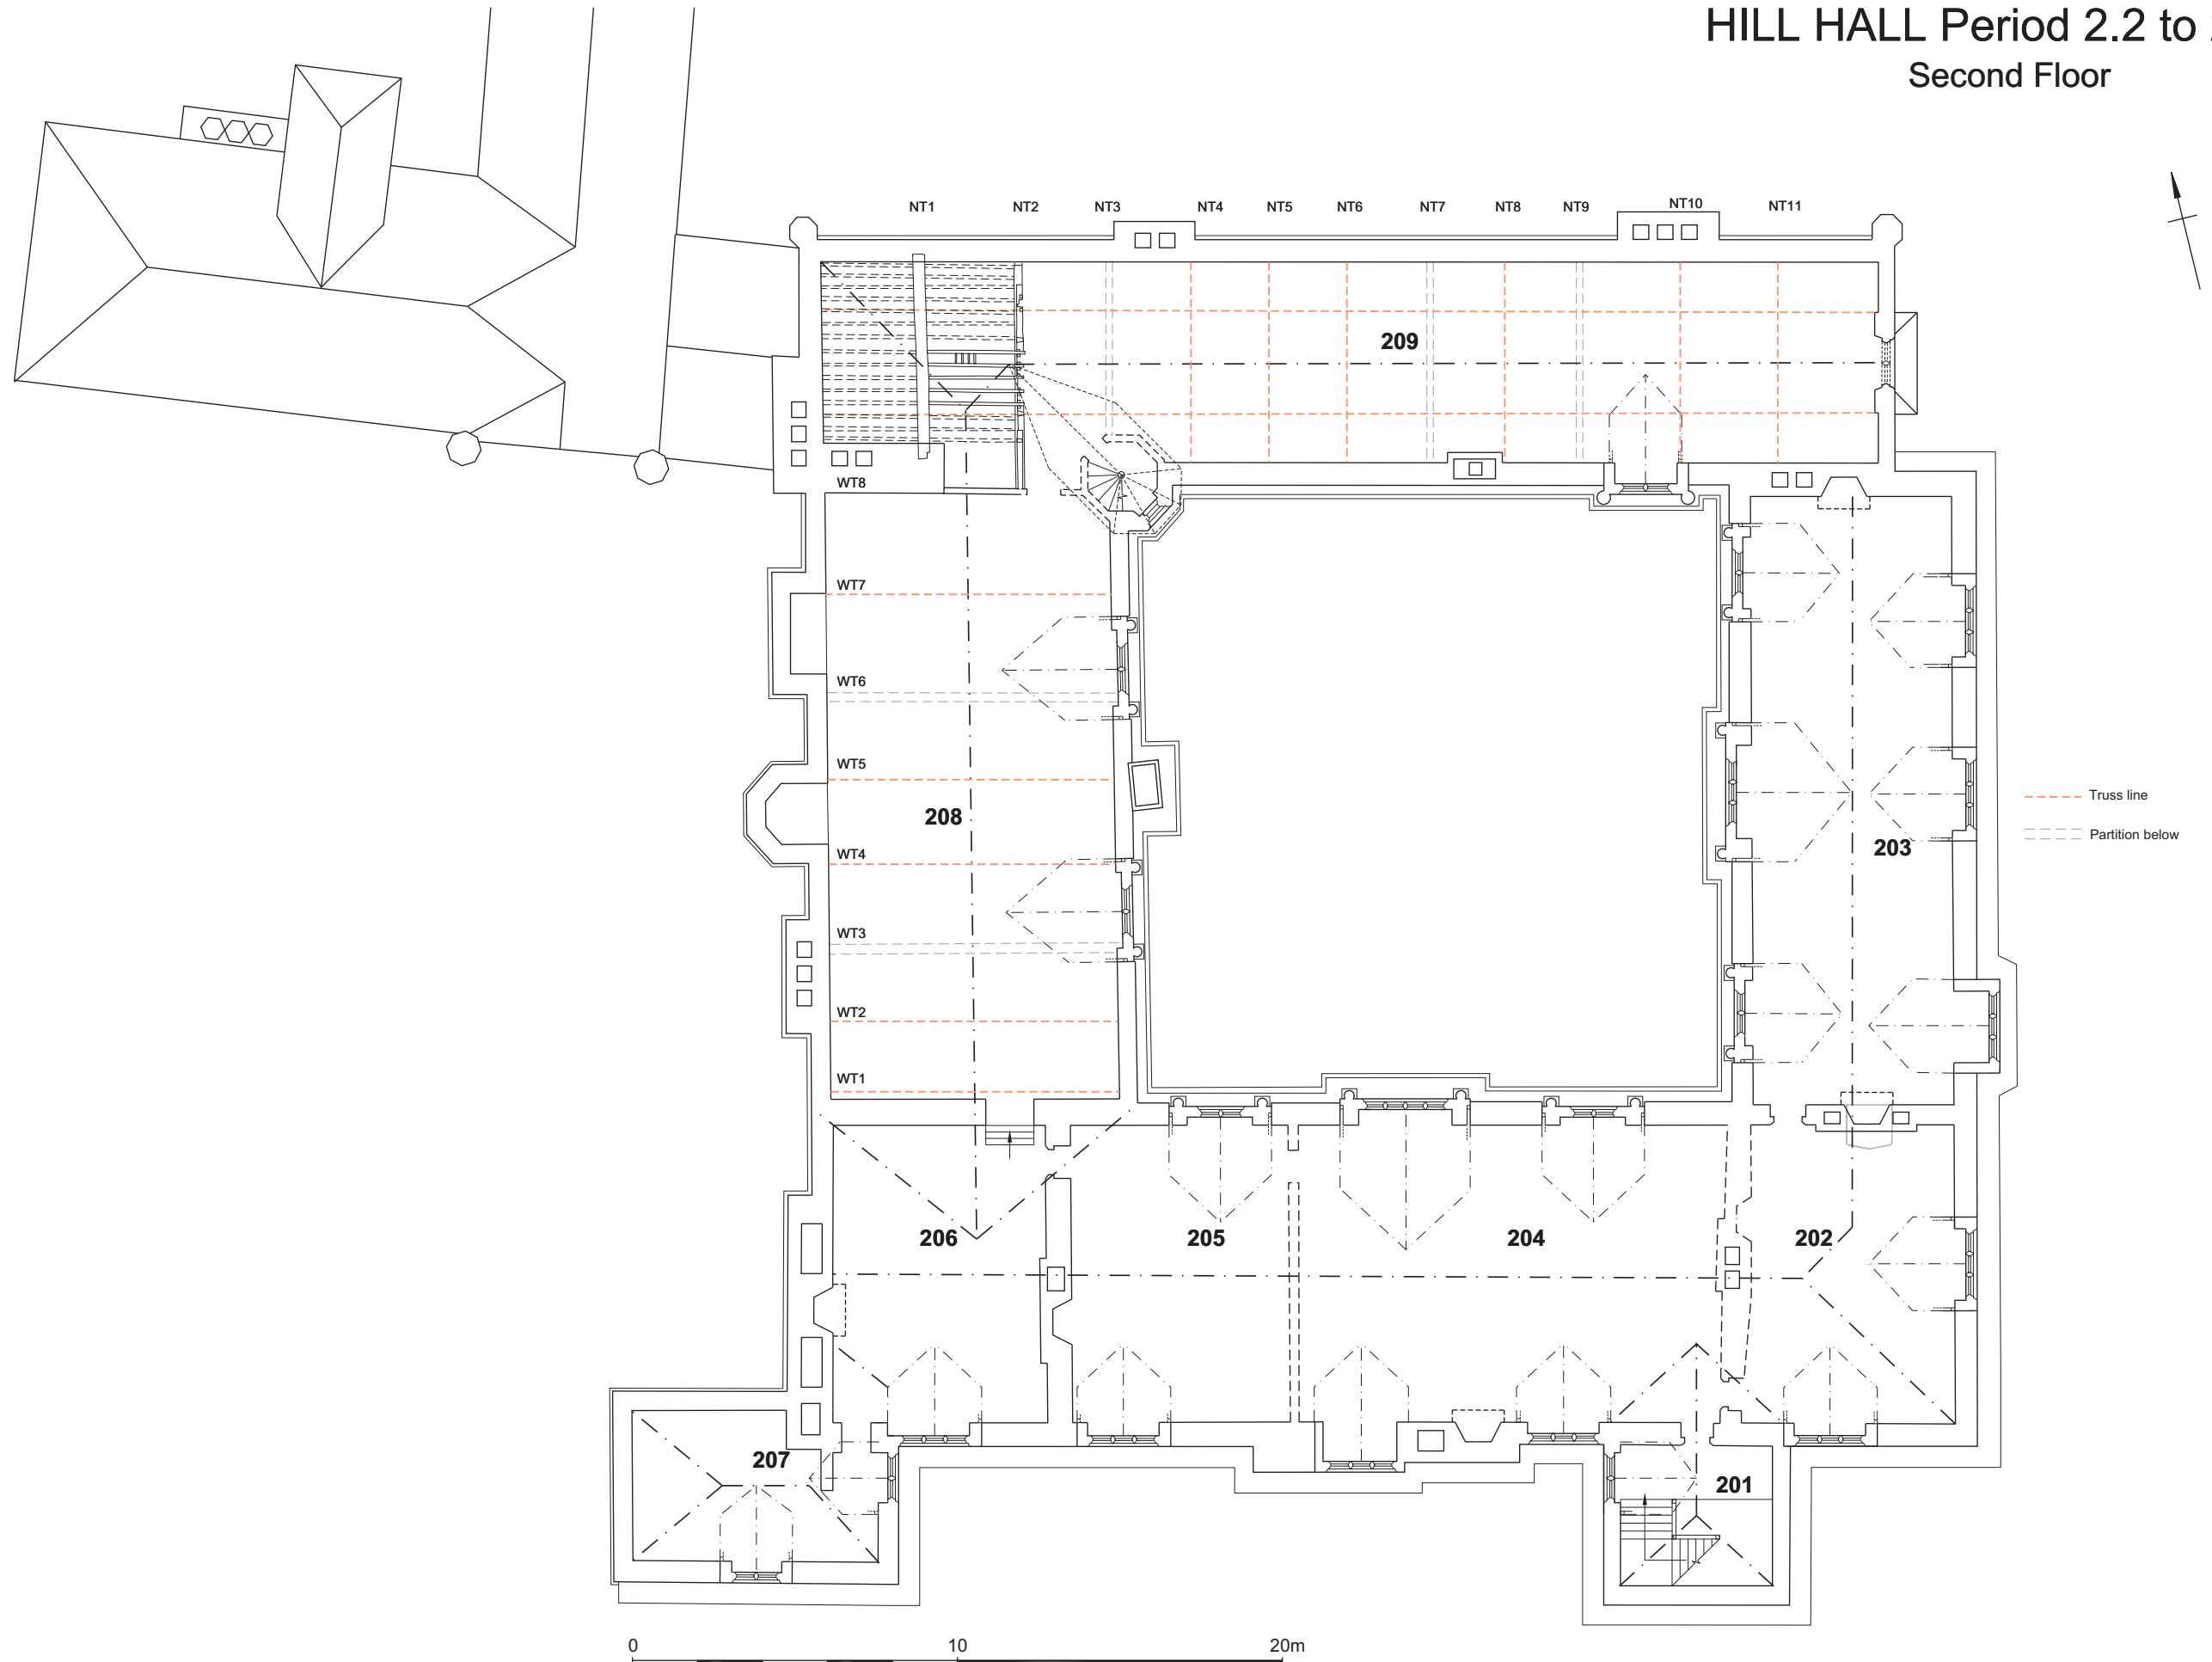 HILL HALL Period 2.2 to
Second Floor
NT1 NT2 NT3 NT4 NT5 NT6 NT7 NT8 NT9 NT10 NT11
209
WT8
WT7
WT6
WT5
Truss line
208
Partition below
203
WT4
WT3
WT2
WT1
206 205 204 202
207
201
0 10 20m